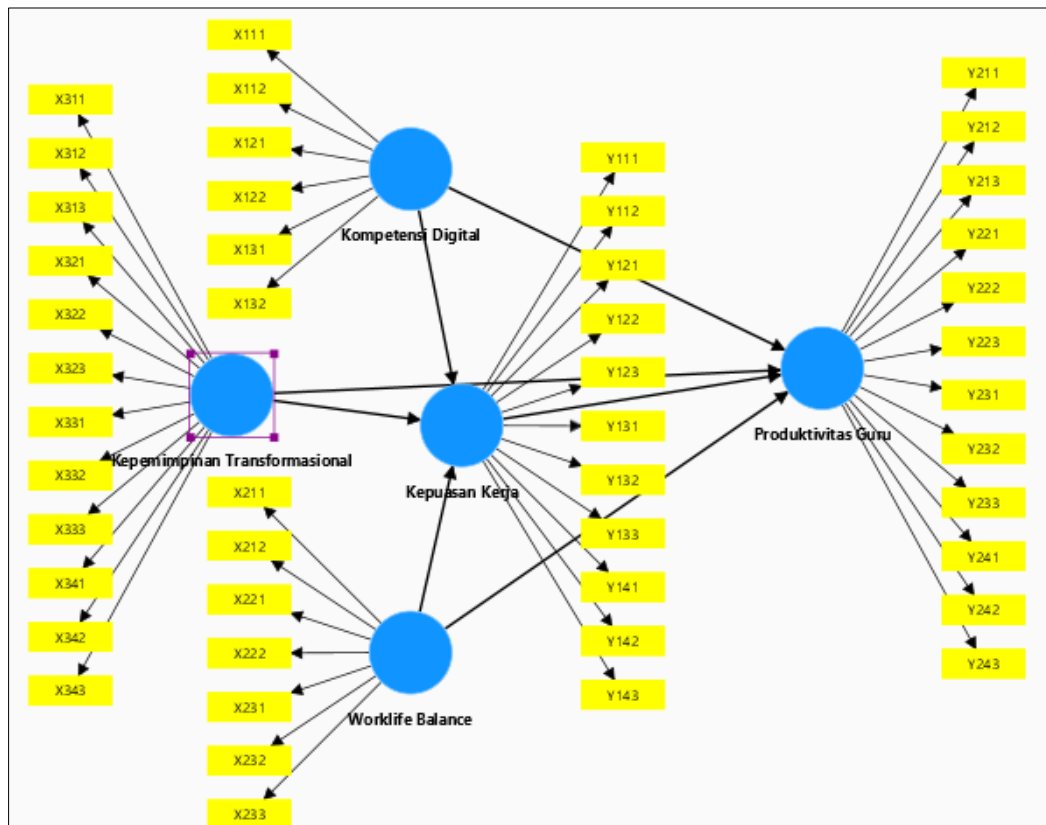 X311
X312
X313
X321
X322
X323
X331
X332
X333
X341
X342
X343
Kepemimpinan Transformasional
X111
X112
X121
X122
X131
X132
Kompetensi Digital
X211
X212
X221
X222
X231
X232
X233
Worklife Balance
Kepuasan Kerja
Y111
Y112
Y121
Y122
Y123
Y131
Y132
Y133
Y141
Y142
Y143
Produktivitas Guru
Y211
Y212
Y213
Y221
Y222
Y223
Y231
Y232
Y233
Y241
Y242
Y243